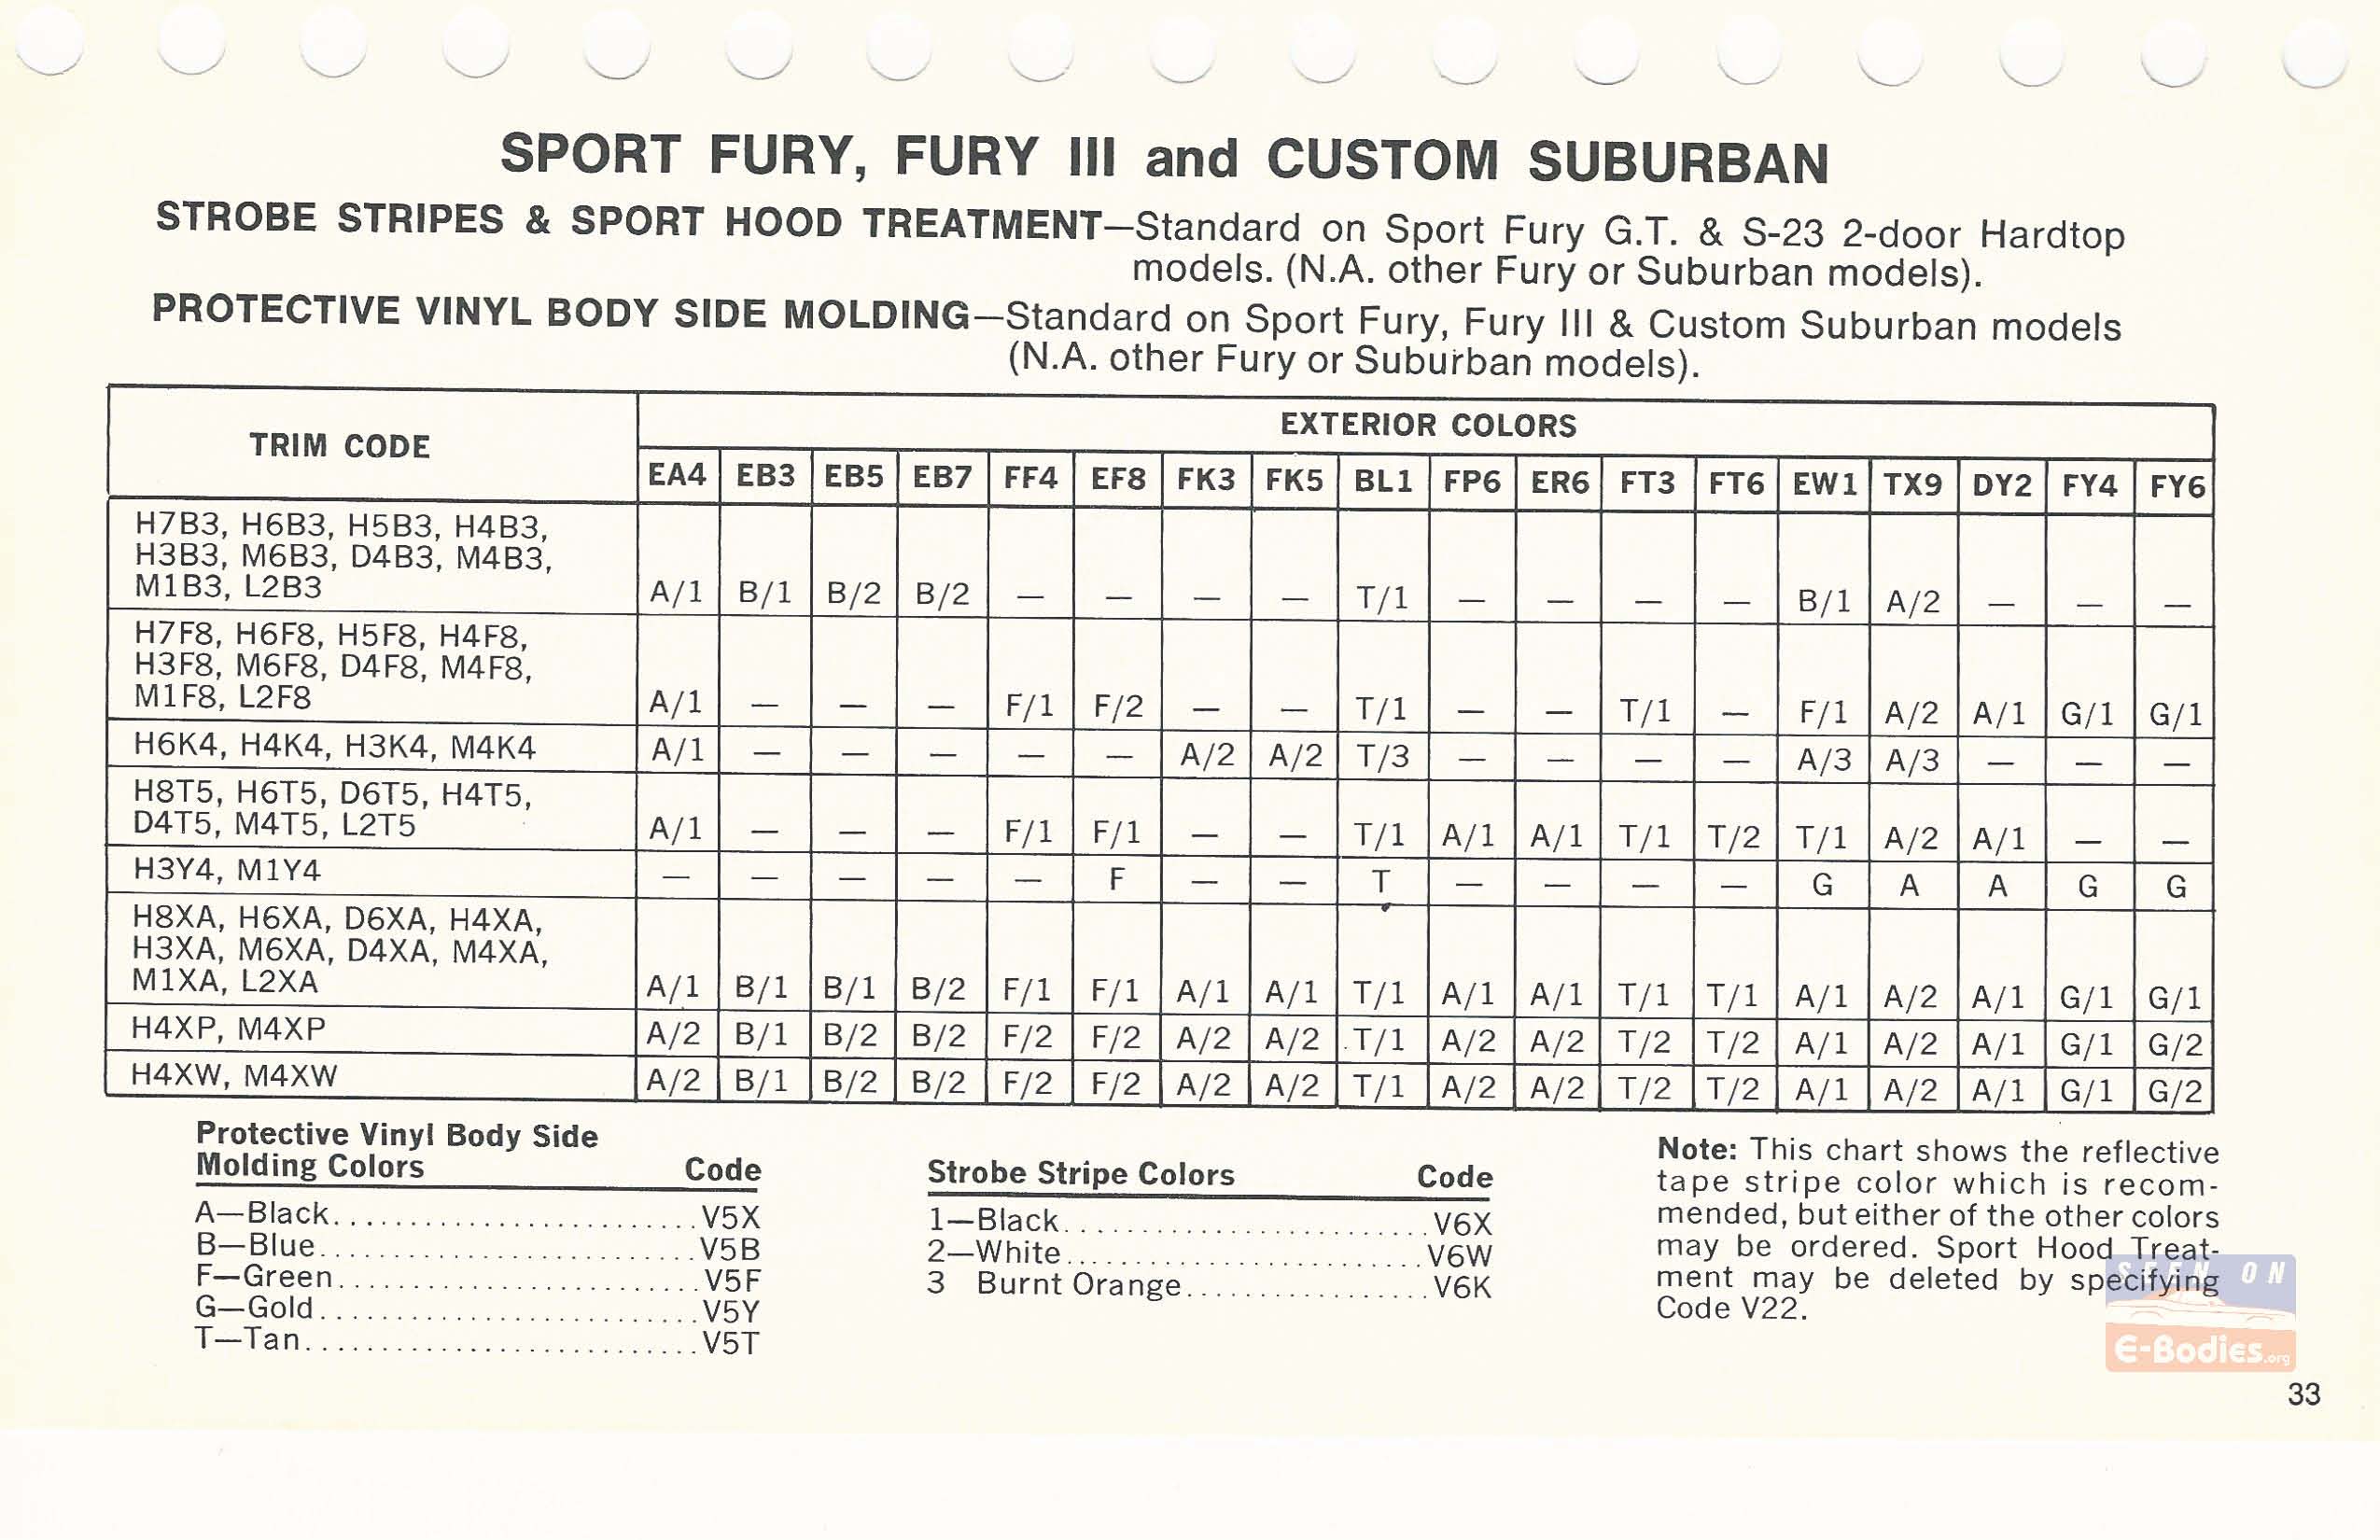 SPORT FURY, FURY III and CUSTOM SUBURBAN
STROBE STRIPES & SPORT HOOD TREATMENT—Standard on Sport Fury G.T. & S-23 2-door Hardtop
models. (N.A. other Fury or Suburban models).
PROTECTIVE VINYL BODY SIDE MOLDING—Standard on Sport Fury, Fury III & Custom Suburban models
(N.A. other Fury or Suburban models).
TRIM CODE
EXTERIOR COLORS
EA4 EB3 EB5 EB7 FF4 EF8 FK3 FK5 BL1 FP6 ER6 FT3 FT6 EW1 TX9 DY2 FY4 FY6
H7B3, H6B3, H5B3, H4B3,
H3B3, M6B3, D4B3, M4B3,
M1B3, L2B3 A/1 B/1 B/2 B/2 — — — — T/1 — — — — B/1 A/2 — — —
H7F8, H6F8, H5F8, H4F8,
H3F8, M6F8, D4F8, M4F8,
M1F8, L2F8 A/1 — — — F/1 F/2 — — T/1 — — T/1 — F/1 A/2 A/1 G/1 G/1
H6K4, H4K4, H3K4, M4K4 A/1 — — — — — A/2 A/2 T/3 — — — — A/3 A/3 — — —
H8T5, H6T5, D6T5, H4T5,
D4T5, M4T5, L2T5 A/1 — — — F/1 F/1 — — T/1 A/1 A/1 T/1 T/2 T/1 A/2 A/1 — —
H3Y4, M1Y4 — — — — — F — — T — — — — G A A G G
H8XA, H6XA, D6XA, H4XA,
H3XA, M6XA, D4XA, M4XA,
M1XA, L2XA A/1 B/1 B/1 B/2 F/1 F/1 A/1 A/1 T/1 A/1 A/1 T/1 T/1 A/1 A/2 A/1 G/1 G/1
H4XP, M4XP A/2 B/1 B/2 B/2 F/2 F/2 A/2 A/2 T/1 A/2 A/2 T/2 T/2 A/1 A/2 A/1 G/1 G/2
H4XW, M4XW A/2 B/1 B/2 B/2 F/2 F/2 A/2 A/2 T/1 A/2 A/2 T/2 T/2 A/1 A/2 A/1 G/1 G/2
Protective Vinyl Body Side
Molding Colors Code
A—Black........................V5X
B—Blue.........................V5B
F—Green........................V5F
G—Gold.........................V5Y
T—Tan..........................V5T
Strobe Stripe Colors Code
1—Black........................V6X
2—White........................V6W
3 Burnt Orange.................V6K
Note: This chart shows the reflective
tape stripe color which is recom-
mended, but either of the other colors
may be ordered. Sport Hood Treat-
ment may be deleted by specifying
Code V22.
SEEN ON
E-Bodies.org
33